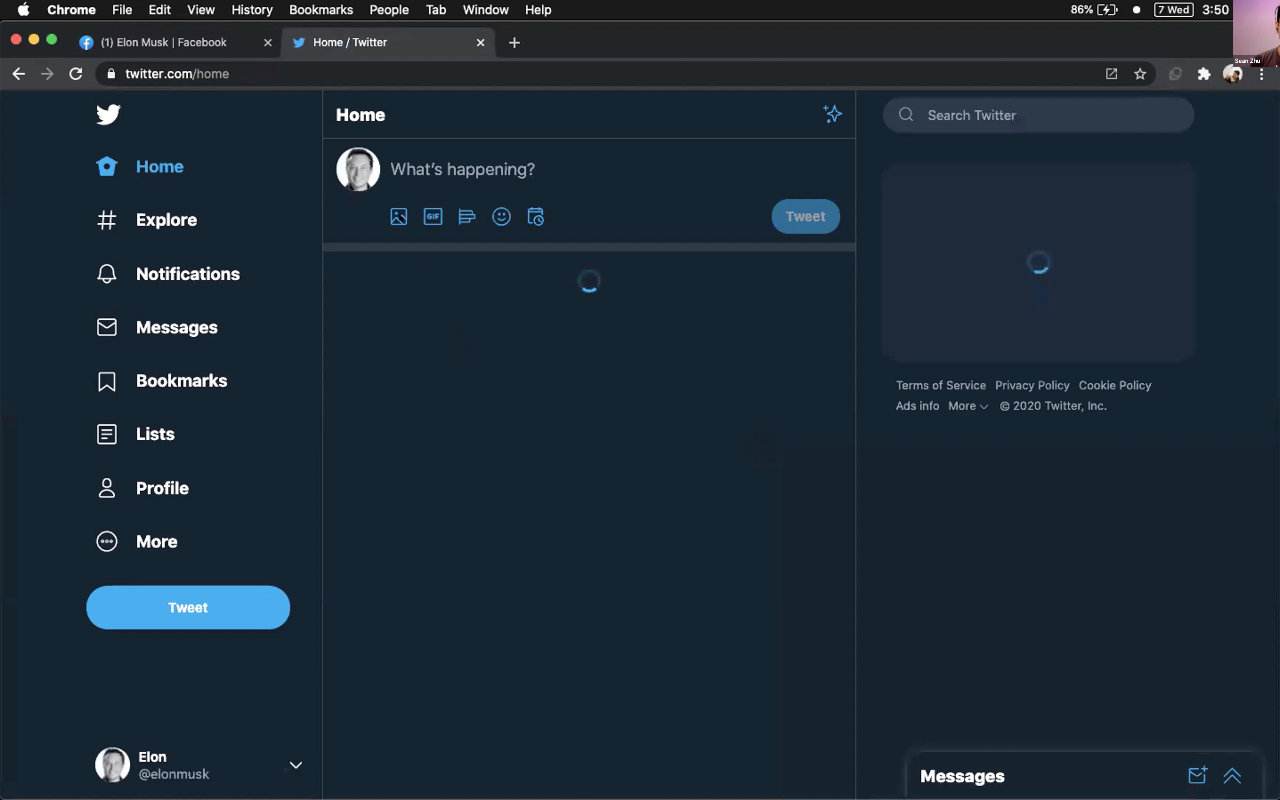 Chrome File Edit View History Bookmarks People Tab Window Help 86% 7 Wed 3:50
Sean Zhu
(1) Elon Musk | Facebook Home / Twitter
twitter.com/home
Home
Search Twitter
What's happening?
GIF
Tweet
Home
Explore
Notifications
Messages
Bookmarks
Lists
Profile
More
Tweet
Terms of Service Privacy Policy Cookie Policy
Ads info More © 2020 Twitter, Inc.
Elon
@elonmusk
Messages